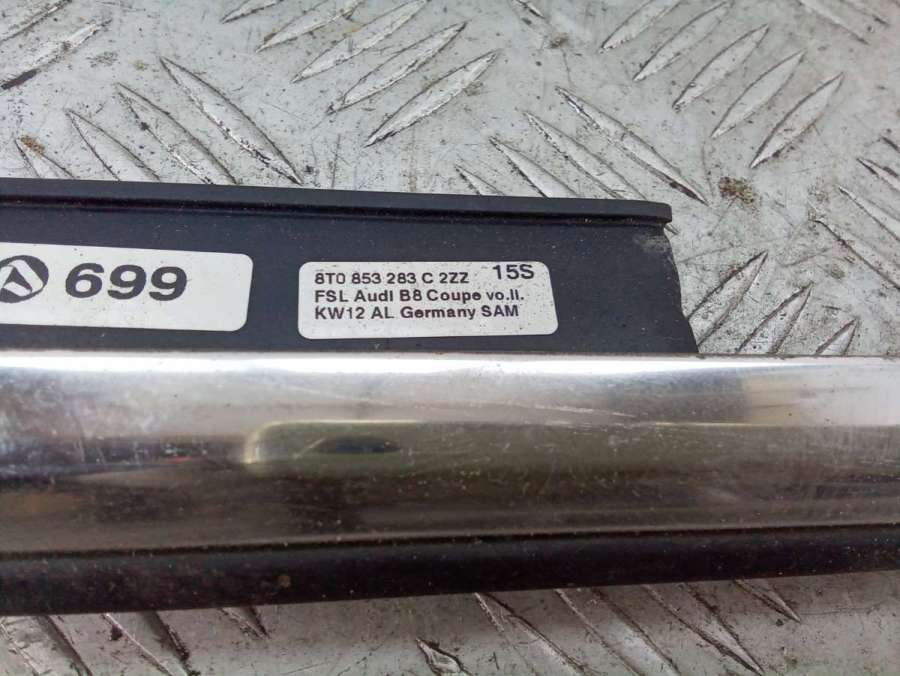 699
8T0 853 283 C 2ZZ 15S
FSL Audi B8 Coupe vo.li.
KW12 AL Germany SAM